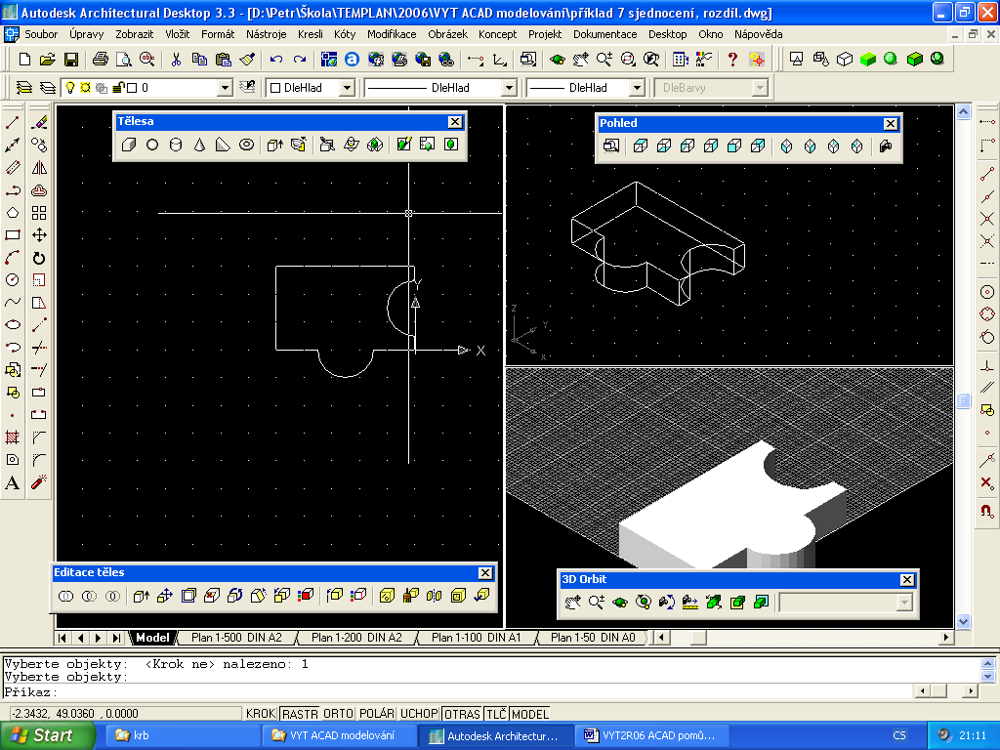 Autodesk Architectural Desktop 3.3 - [D:\Petr\Škola\TEMPLAN\2006\VYT ACAD modelování\příklad 7 sjednocení, rozdíl.dwg]
Soubor Úpravy Zobrazit Vložit Formát Nástroje Kresli Kóty Modifikace Obrázek Koncept Projekt Dokumentace Desktop Okno Nápověda
0 DleHlad DleHlad DleHlad DleBarvy
Tělesa
Pohled
Y
X
Z
Y
X
Editace těles
3D Orbit
Model Plan 1-500 DIN A2 Plan 1-200 DIN A2 Plan 1-100 DIN A1 Plan 1-50 DIN A0
Vyberte objekty: <Krok ne> nalezeno: 1
Vyberte objekty:
Příkaz:
-2.3432, 49.0360 , 0.0000 KROK RASTR ORTO POLÁR UCHOP OTRAS TLČ MODEL
Start krb VYT ACAD modelování Autodesk Architectur... VYT2R06 ACAD pomů... CS 21:11